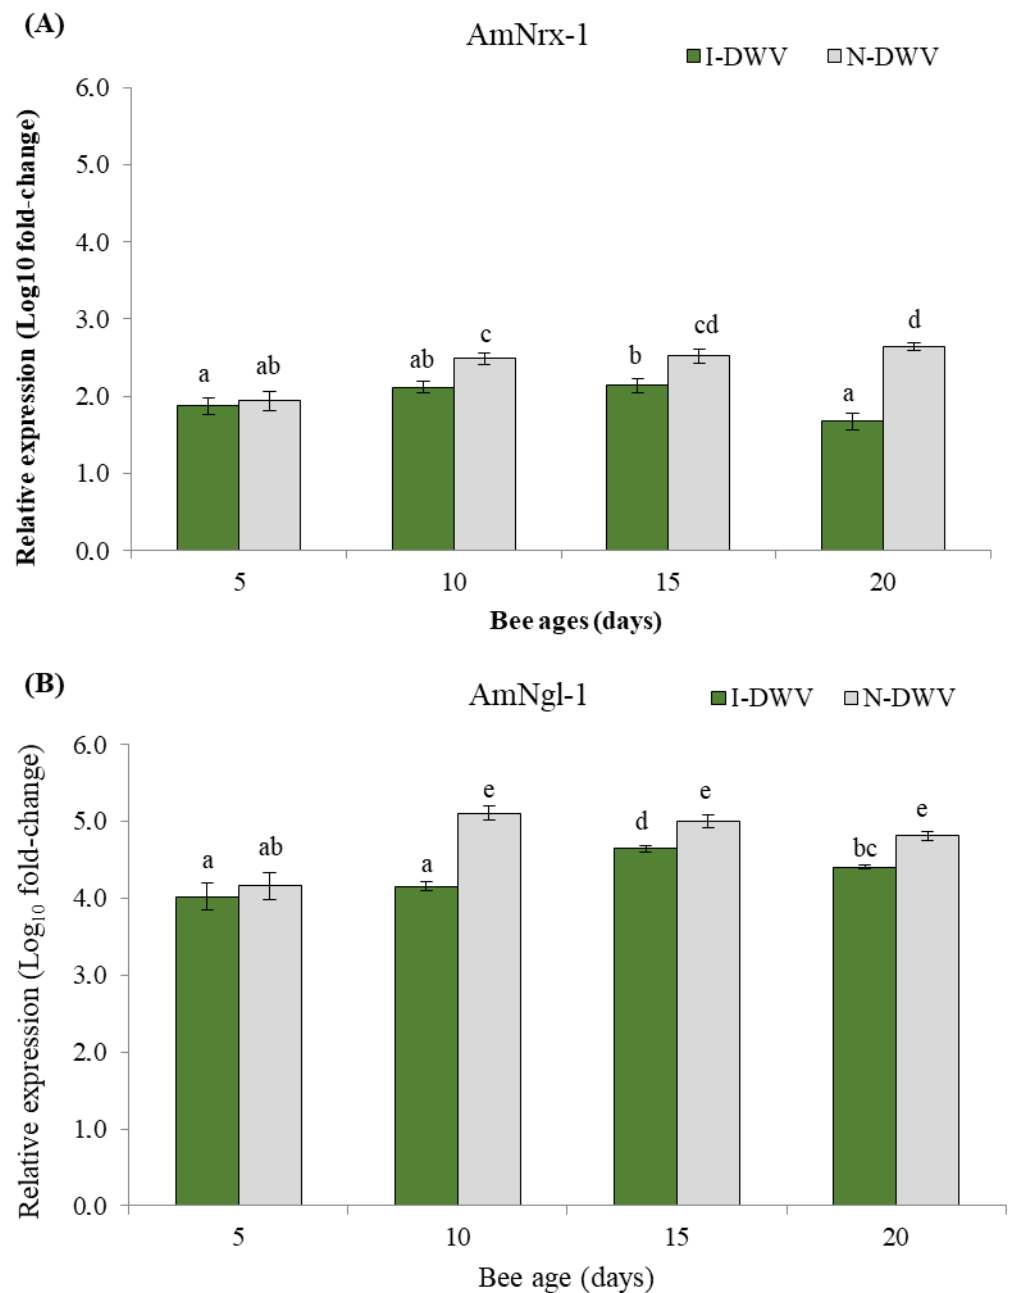 (A)
AmNrx-1
I-DWV N-DWV
Relative expression (Log10 fold-change)
6.0
5.0
4.0
3.0
2.0
1.0
0.0
a ab ab c b cd a d
5 10 15 20
Bee ages (days)
(B)
AmNgl-1
I-DWV N-DWV
Relative expression (Log10 fold-change)
6.0
5.0
4.0
3.0
2.0
1.0
0.0
a ab a e d e bc e
5 10 15 20
Bee age (days)